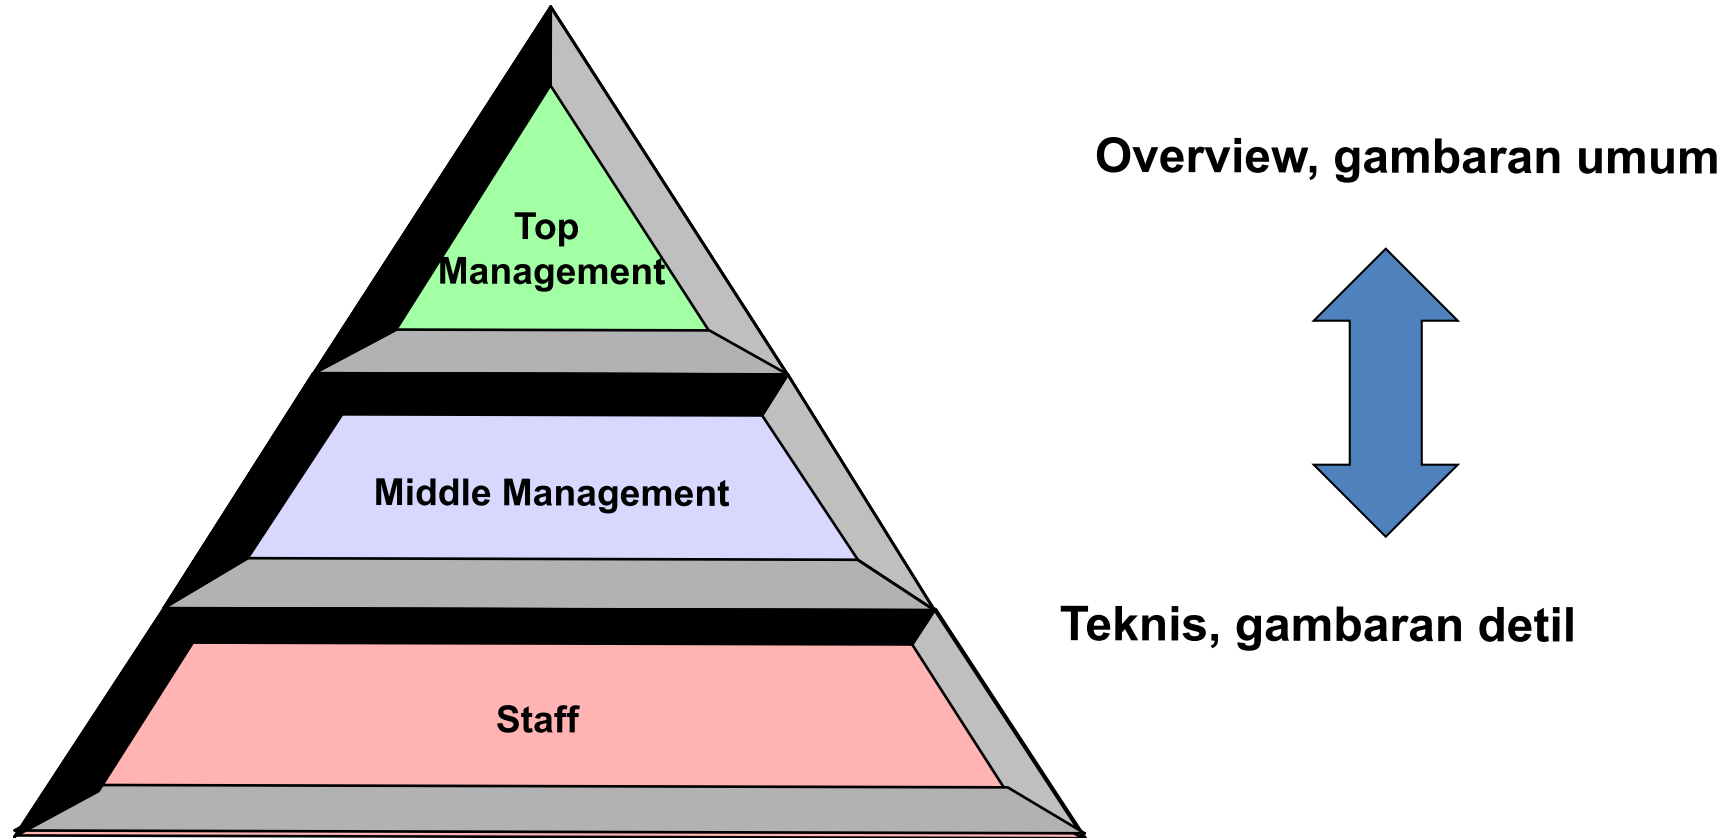 Overview, gambaran umum
Top
Management
Middle Management
Teknis, gambaran detil
Staff